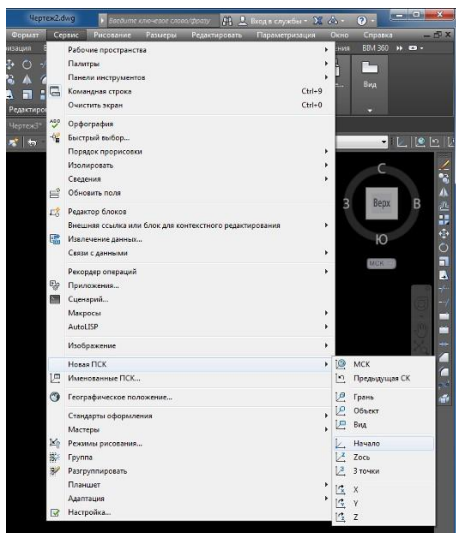 Чертеж2.dwg
Введите ключевое слово/фразу
Вход в службы
Формат Сервис Рисование Размеры Редактировать Параметризация Окно Справка
BIM 360
Вид
Чертеж3*
Рабочие пространства
Палитры
Панели инструментов
Командная строка Ctrl+9
Очистить экран Ctrl+0
Орфография
Быстрый выбор...
Порядок прорисовки
Изолировать
Сведения
Обновить поля
Редактор блоков
Внешняя ссылка или блок для контекстного редактирования
Извлечение данных...
Связи с данными
Рекордер операций
Приложения...
Сценарий...
Макросы
AutoLISP
Изображение
Новая ПСК
Именованные ПСК...
Географическое положение...
Стандарты оформления
Мастеры
Режимы рисования...
Группа
Разгруппировать
Планшет
Адаптация
Настройка...
С
З Верх В
Ю
МСК
МСК
Предыдущая СК
Грань
Объект
Вид
Начало
Zось
3 точки
X
Y
Z